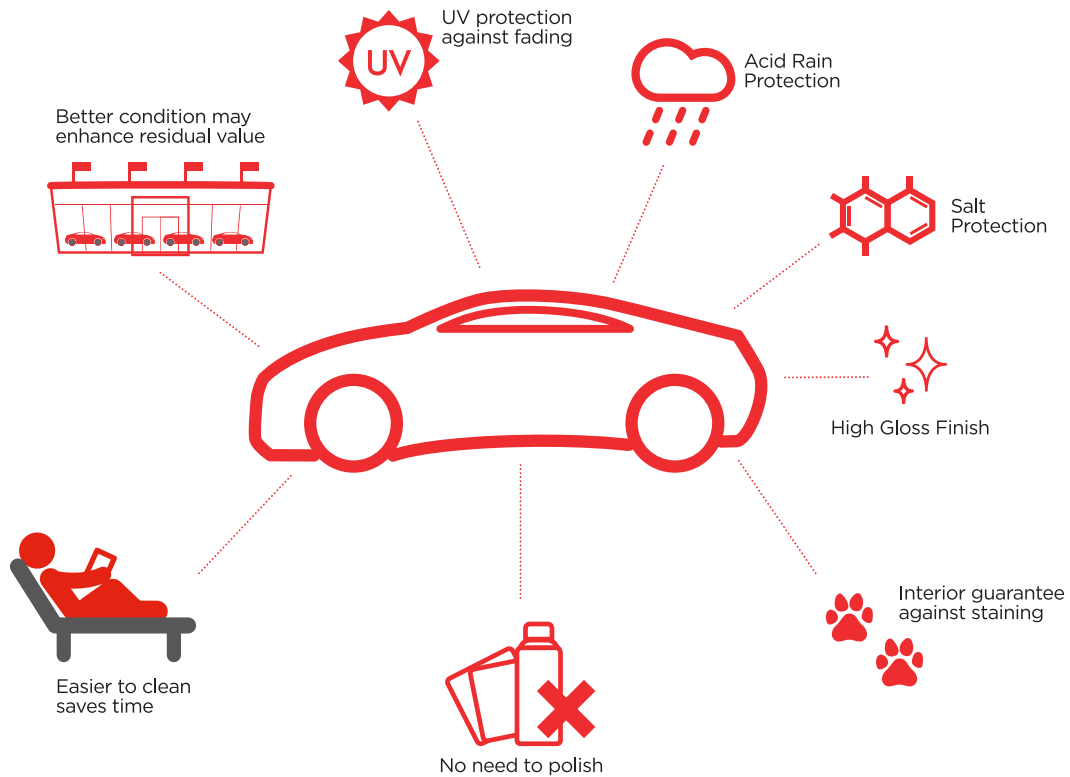 UV protection
against fading
UV
Acid Rain
Protection
Better condition may
enhance residual value
Salt
Protection
High Gloss Finish
Interior guarantee
against staining
Easier to clean
saves time
No need to polish